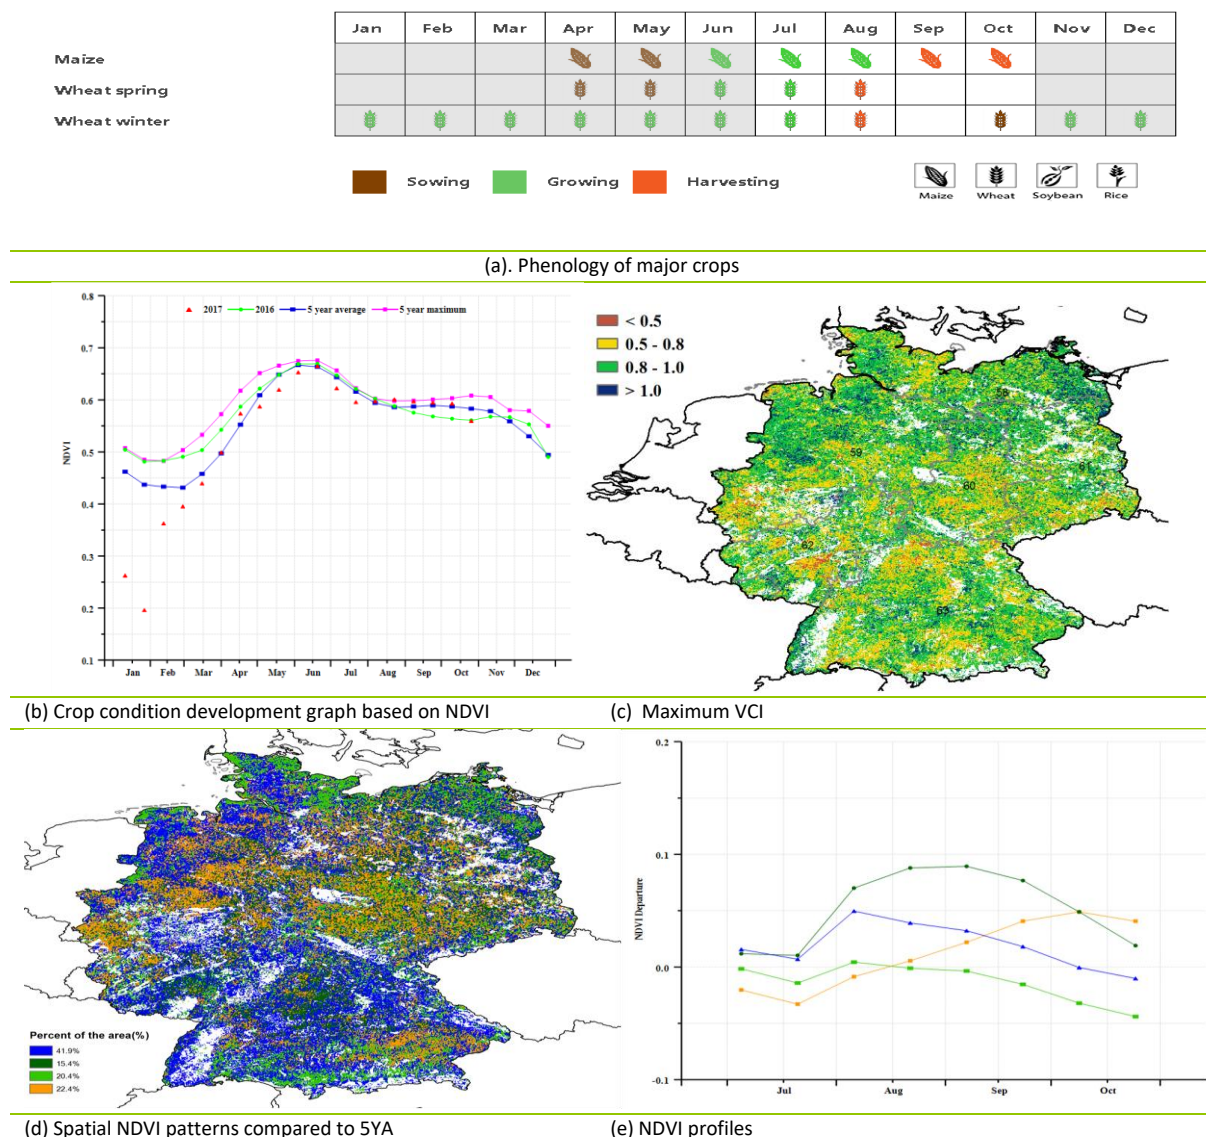 Jan Feb Mar Apr May Jun Jul Aug Sep Oct Nov Dec
Maize
Wheat spring
Wheat winter
Sowing Growing Harvesting
Maize Wheat Soybean Rice
(a). Phenology of major crops
2017 2016 5 year average 5 year maximum
0.8
0.7
0.6
0.5
0.4
0.3
0.2
0.1
NDVI
Jan Feb Mar Apr May Jun Jul Aug Sep Oct Nov Dec
< 0.5
0.5 - 0.8
0.8 - 1.0
> 1.0
58
59
61
60
62
63
(b) Crop condition development graph based on NDVI
(c) Maximum VCI
Percent of the area(%)
41.9%
15.4%
20.4%
22.4%
0.2
0.1
0.0
-0.1
NDVI Departure
Jul Aug Sep Oct
(d) Spatial NDVI patterns compared to 5YA
(e) NDVI profiles